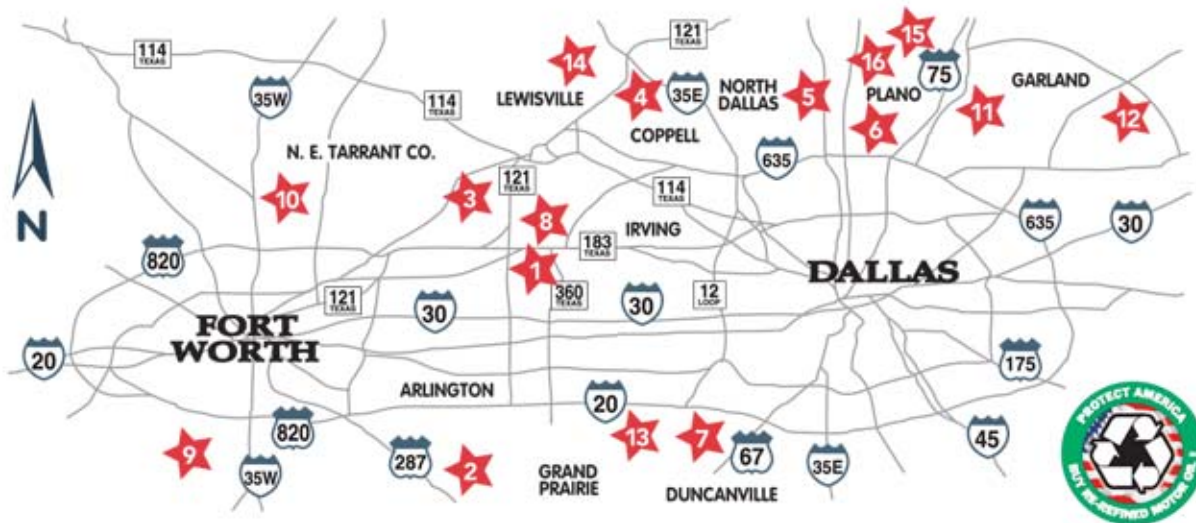 15
121
TEXAS
114
TEXAS
14
16
75
GARLAND
35W
LEWISVILLE
4
35E
NORTH
DALLAS
5
PLANO
114
TEXAS
11
12
6
COPPELL
N. E. TARRANT CO.
635
121
TEXAS
114
TEXAS
10
3
8
635
30
N
IRVING
183
TEXAS
820
1
DALLAS
121
TEXAS
30
360
TEXAS
30
12
LOOP
FORT
WORTH
20
175
ARLINGTON
20
PROTECT AMERICA
BUY RE-REFINED MOTOR OIL !
820
13
7
45
9
35W
287
2
GRAND
PRAIRIE
67
35E
DUNCANVILLE